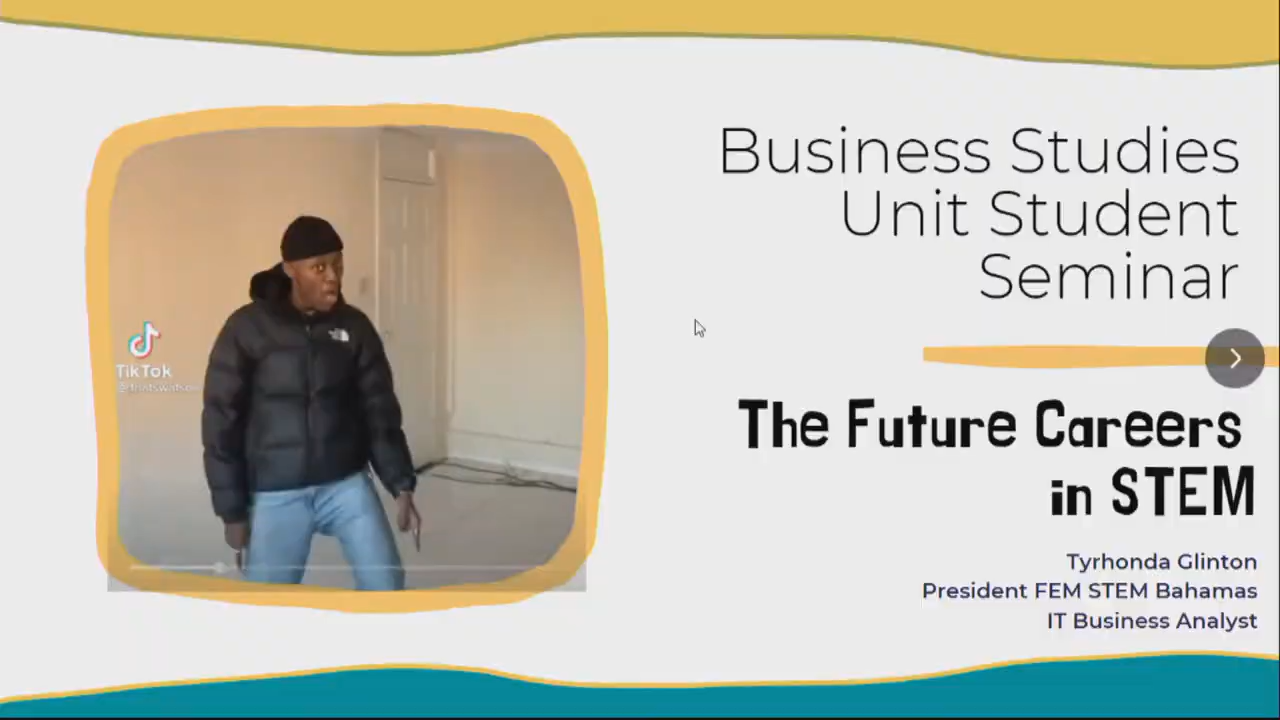 Business Studies
Unit Student
Seminar
The Future Careers
in STEM
Tyrhonda Glinton
President FEM STEM Bahamas
IT Business Analyst
TikTok